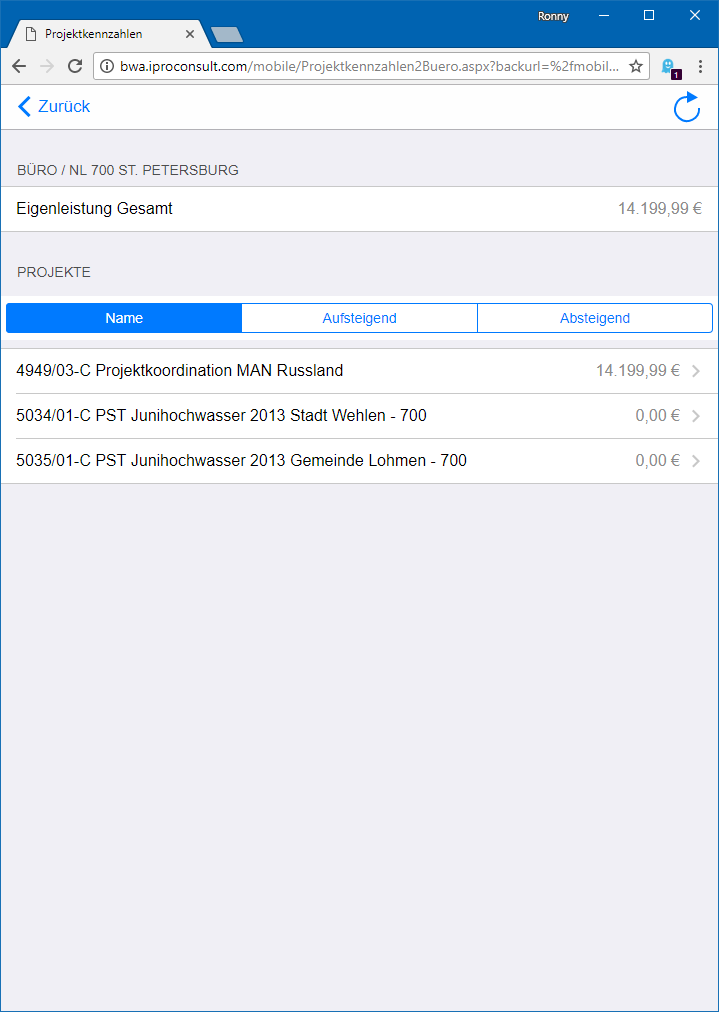 Ronny
Projektkennzahlen
bwa.iproconsult.com/mobile/Projektkennzahlen2Buero.aspx?backurl=%2fmobil...
1
Zurück
BÜRO / NL 700 ST. PETERSBURG
Eigenleistung Gesamt 14.199,99 €
PROJEKTE
Name Aufsteigend Absteigend
4949/03-C Projektkoordination MAN Russland 14.199,99 €
5034/01-C PST Junihochwasser 2013 Stadt Wehlen - 700 0,00 €
5035/01-C PST Junihochwasser 2013 Gemeinde Lohmen - 700 0,00 €